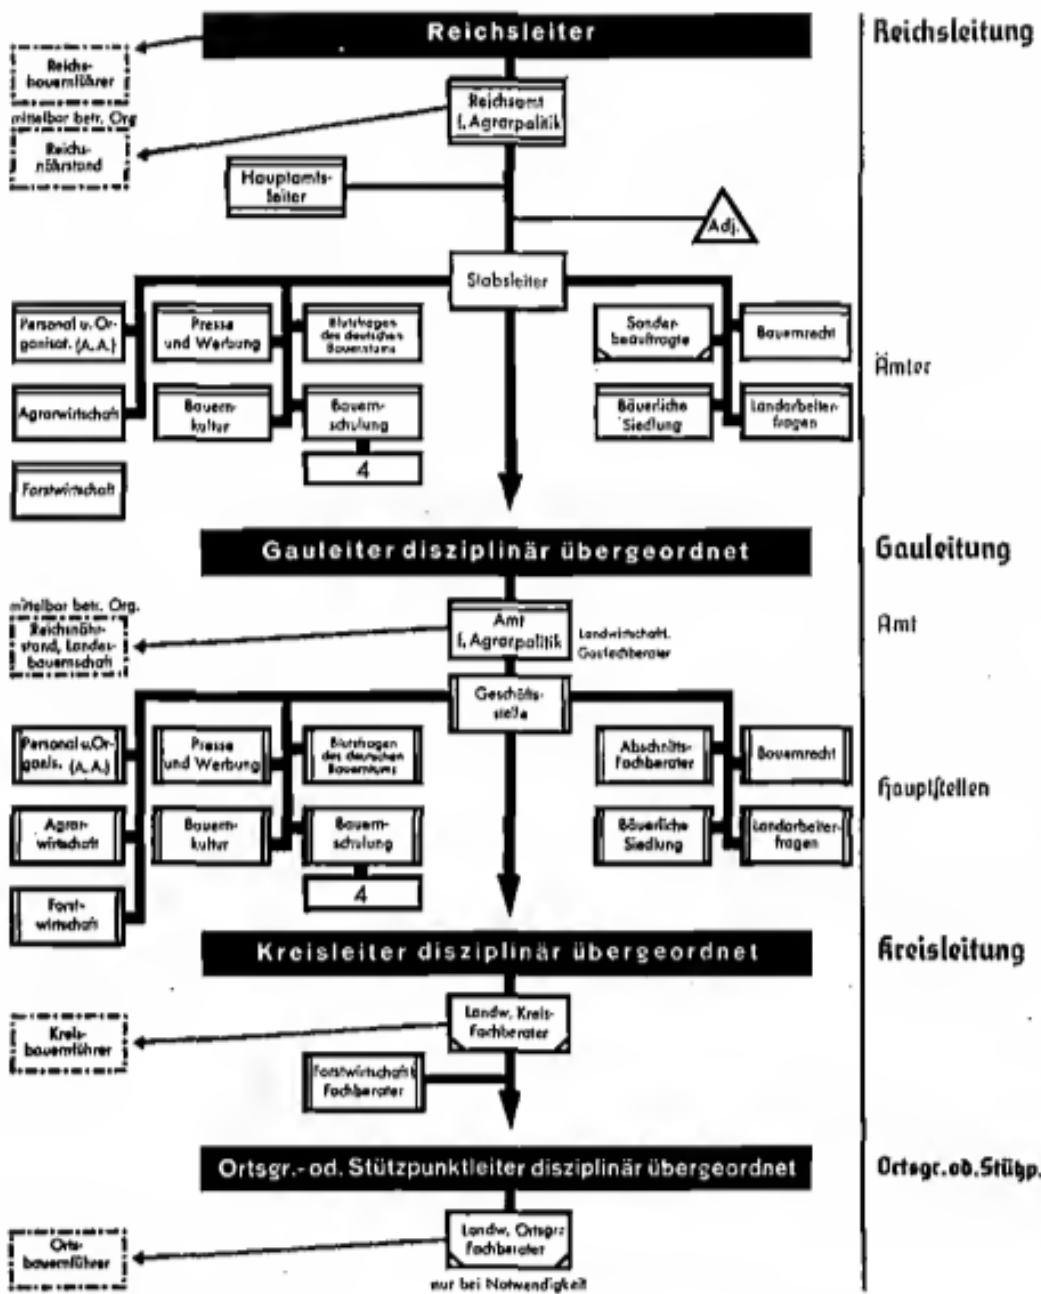 Reichsleiter
Reichsleitung
Reichs-
bauernführer
mittelbar betr. Org
Reichs-
nährstand
Reichsamt
f. Agrarpolitik
Hauptamts-
leiter
Adj.
Stabsleiter
Personal u. Or-
ganisat. (A. A.)
Presse
und Werbung
Blutsfragen
des deutschen
Bauerntums
Sonder-
beauftragte
Bauernrecht
Ämter
Agrarwirtschaft
Bauern-
kultur
Bauern-
schulung
4
Bäuerliche
Siedlung
Landarbeiter-
fragen
Forstwirtschaft
Gauleiter disziplinär übergeordnet
Gauleitung
mittelbar betr. Org.
Reichsnähr-
stand, Landes-
bauernschaft
Amt
f. Agrarpolitik
Landwirtschaftl.
Gaufachberater
Amt
Geschäfts-
stelle
Personal u. Or-
ganis. (A. A.)
Presse
und Werbung
Blutsfragen
des deutschen
Bauerntums
Abschnitts-
Fachberater
Bauernrecht
Hauptstellen
Agrar-
wirtschaft
Bauern-
kultur
Bauern-
schulung
4
Bäuerliche
Siedlung
Landarbeiter-
fragen
Forst-
wirtschaft
Kreisleiter disziplinär übergeordnet
Kreisleitung
Kreis-
bauernführer
Landw. Kreis-
Fachberater
Forstwirtschaftl.
Fachberater
Ortsgr.- od. Stützpunktleiter disziplinär übergeordnet
Ortsgr. od. Stützp.
Orts-
bauernführer
Landw. Ortsgr.
Fachberater
nur bei Notwendigkeit